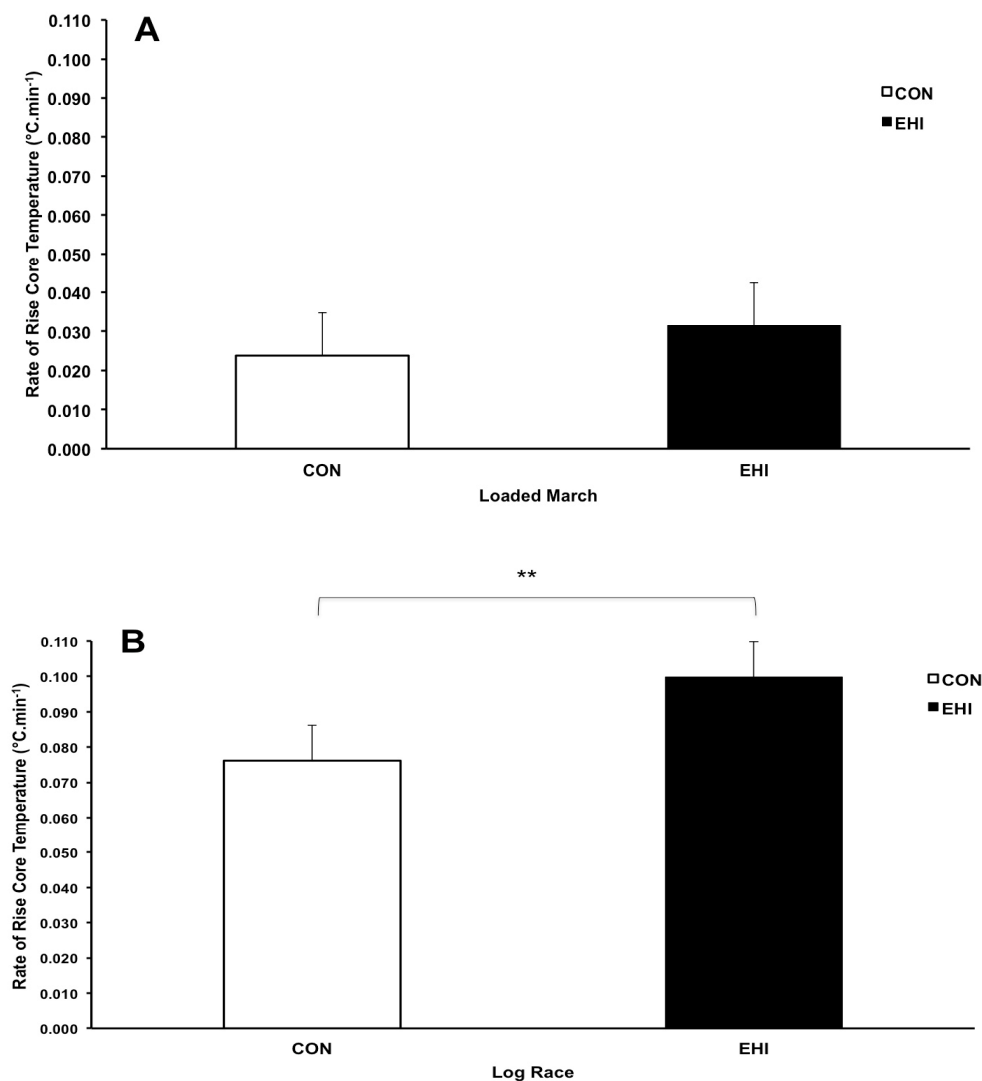 A
Rate of Rise Core Temperature (°C.min⁻¹)
0.110
0.100
0.090
0.080
0.070
0.060
0.050
0.040
0.030
0.020
0.010
0.000
CON
EHI
CON
EHI
Loaded March
**
B
Rate of Rise Core Temperature (°C.min⁻¹)
0.110
0.100
0.090
0.080
0.070
0.060
0.050
0.040
0.030
0.020
0.010
0.000
CON
EHI
CON
EHI
Log Race